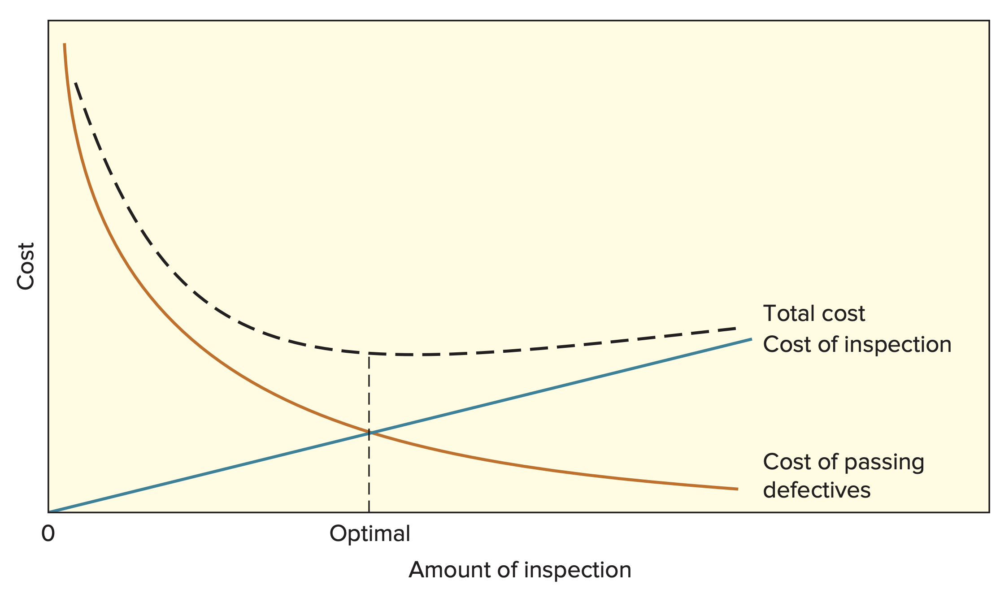 Cost
Total cost
Cost of inspection
Cost of passing
defectives
0
Optimal
Amount of inspection